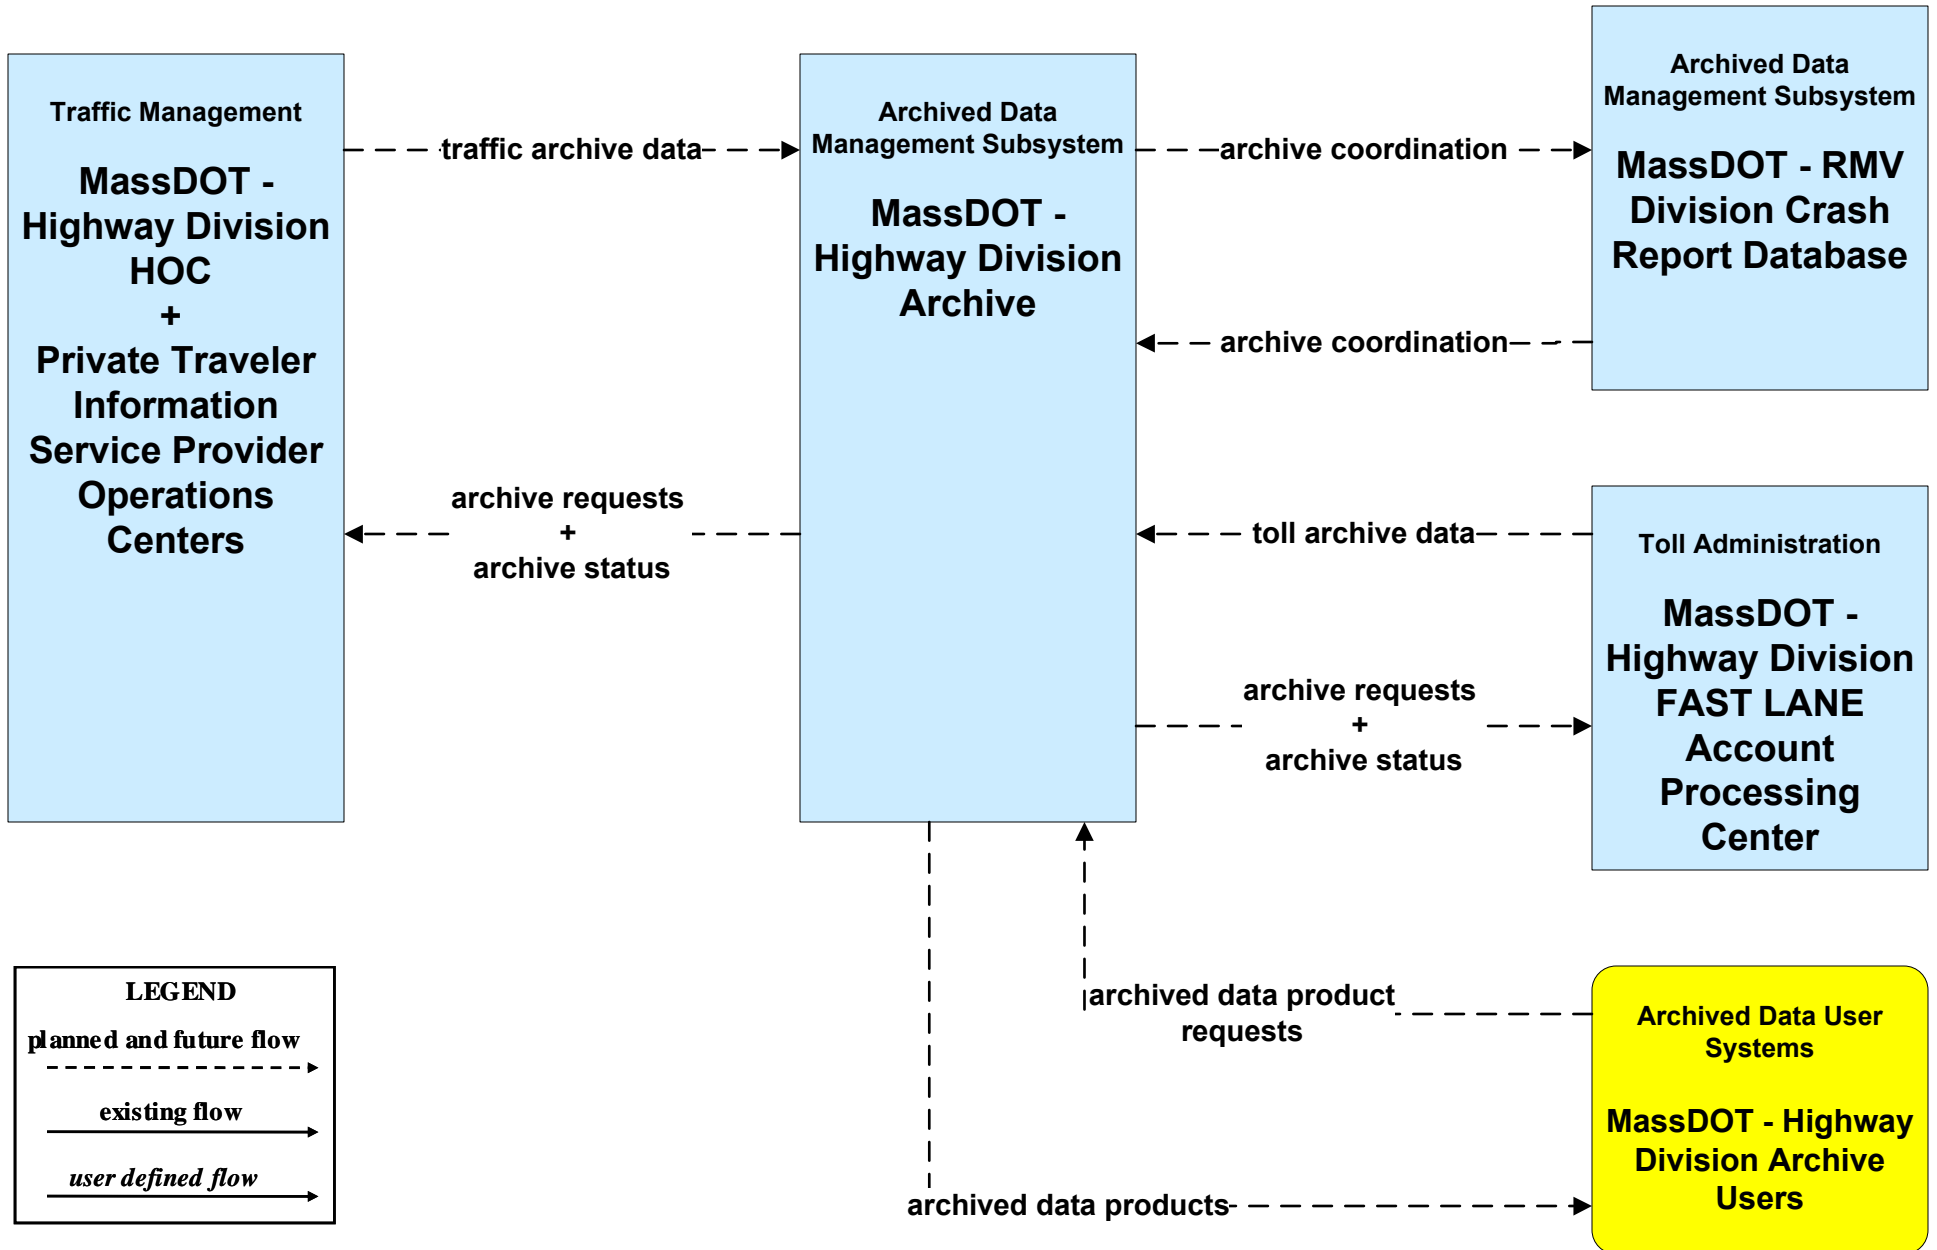 Traffic Management
MassDOT -
Highway Division
HOC
+
Private Traveler
Information
Service Provider
Operations
Centers
traffic archive data
archive requests
+
archive status
Archived Data
Management Subsystem
MassDOT -
Highway Division
Archive
archive coordination
archive coordination
Archived Data
Management Subsystem
MassDOT - RMV
Division Crash
Report Database
toll archive data
archive requests
+
archive status
Toll Administration
MassDOT -
Highway Division
FAST LANE
Account
Processing
Center
archived data product
requests
archived data products
Archived Data User
Systems
MassDOT - Highway
Division Archive
Users
LEGEND
planned and future flow
existing flow
user defined flow